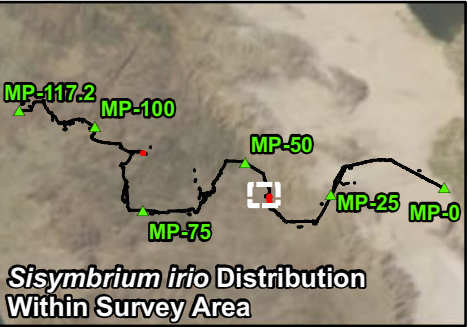 MP-117.2
MP-100
MP-50
MP-25
MP-0
MP-75
Sisymbrium irio Distribution
Within Survey Area